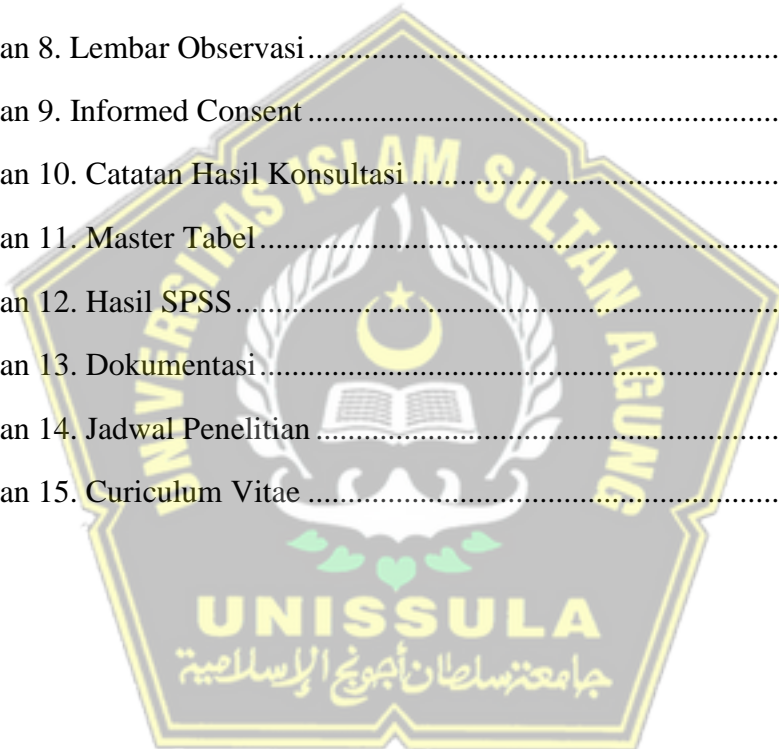 an 8. Lembar Observasi................................................................
an 9. Informed Consent ................................................................
an 10. Catatan Hasil Konsultasi ................................................
an 11. Master Tabel................................................................
an 12. Hasil SPSS................................................................
an 13. Dokumentasi................................................................
an 14. Jadwal Penelitian ........................................................
an 15. Curiculum Vitae ........................................................
UNIVERSITAS ISLAM SULTAN AGUNG
UNISSULA
جامعة سلطان أجونج الإسلامية